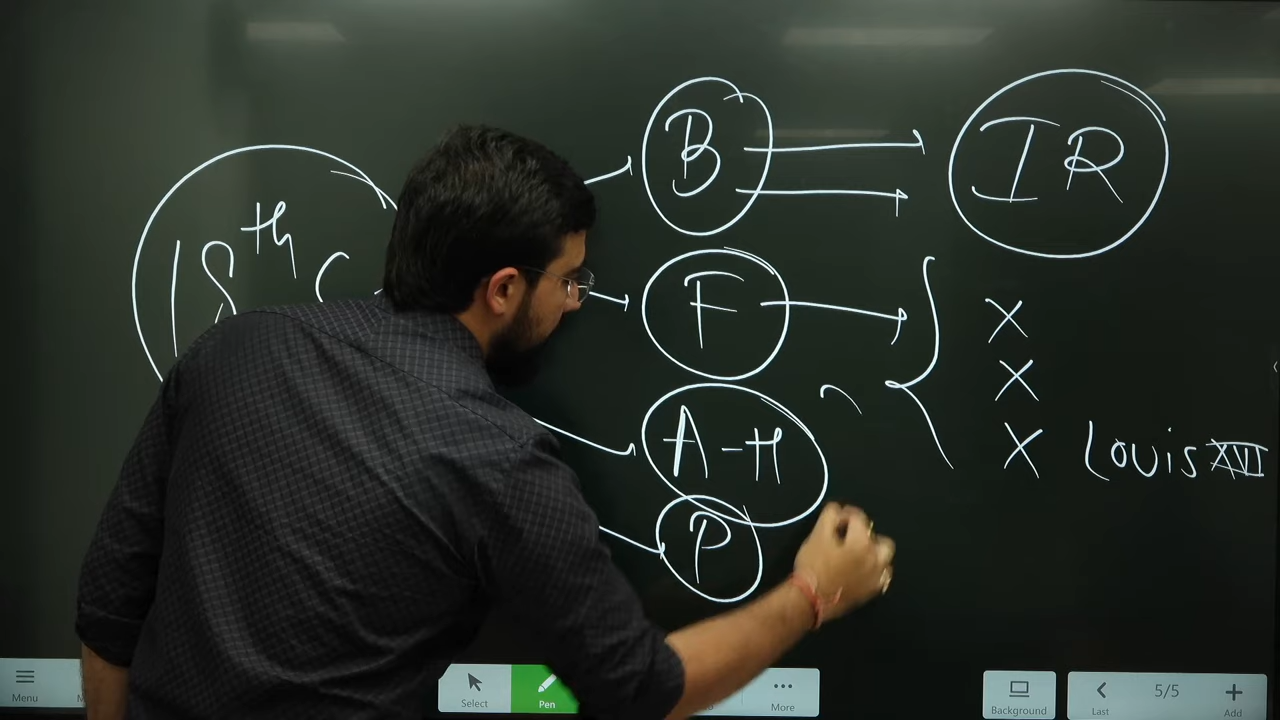 18th C
B
IR
F
X
X
X Louis XVI
A-H
P
Menu
Select
Pen
More
Background
Last
5/5
Add